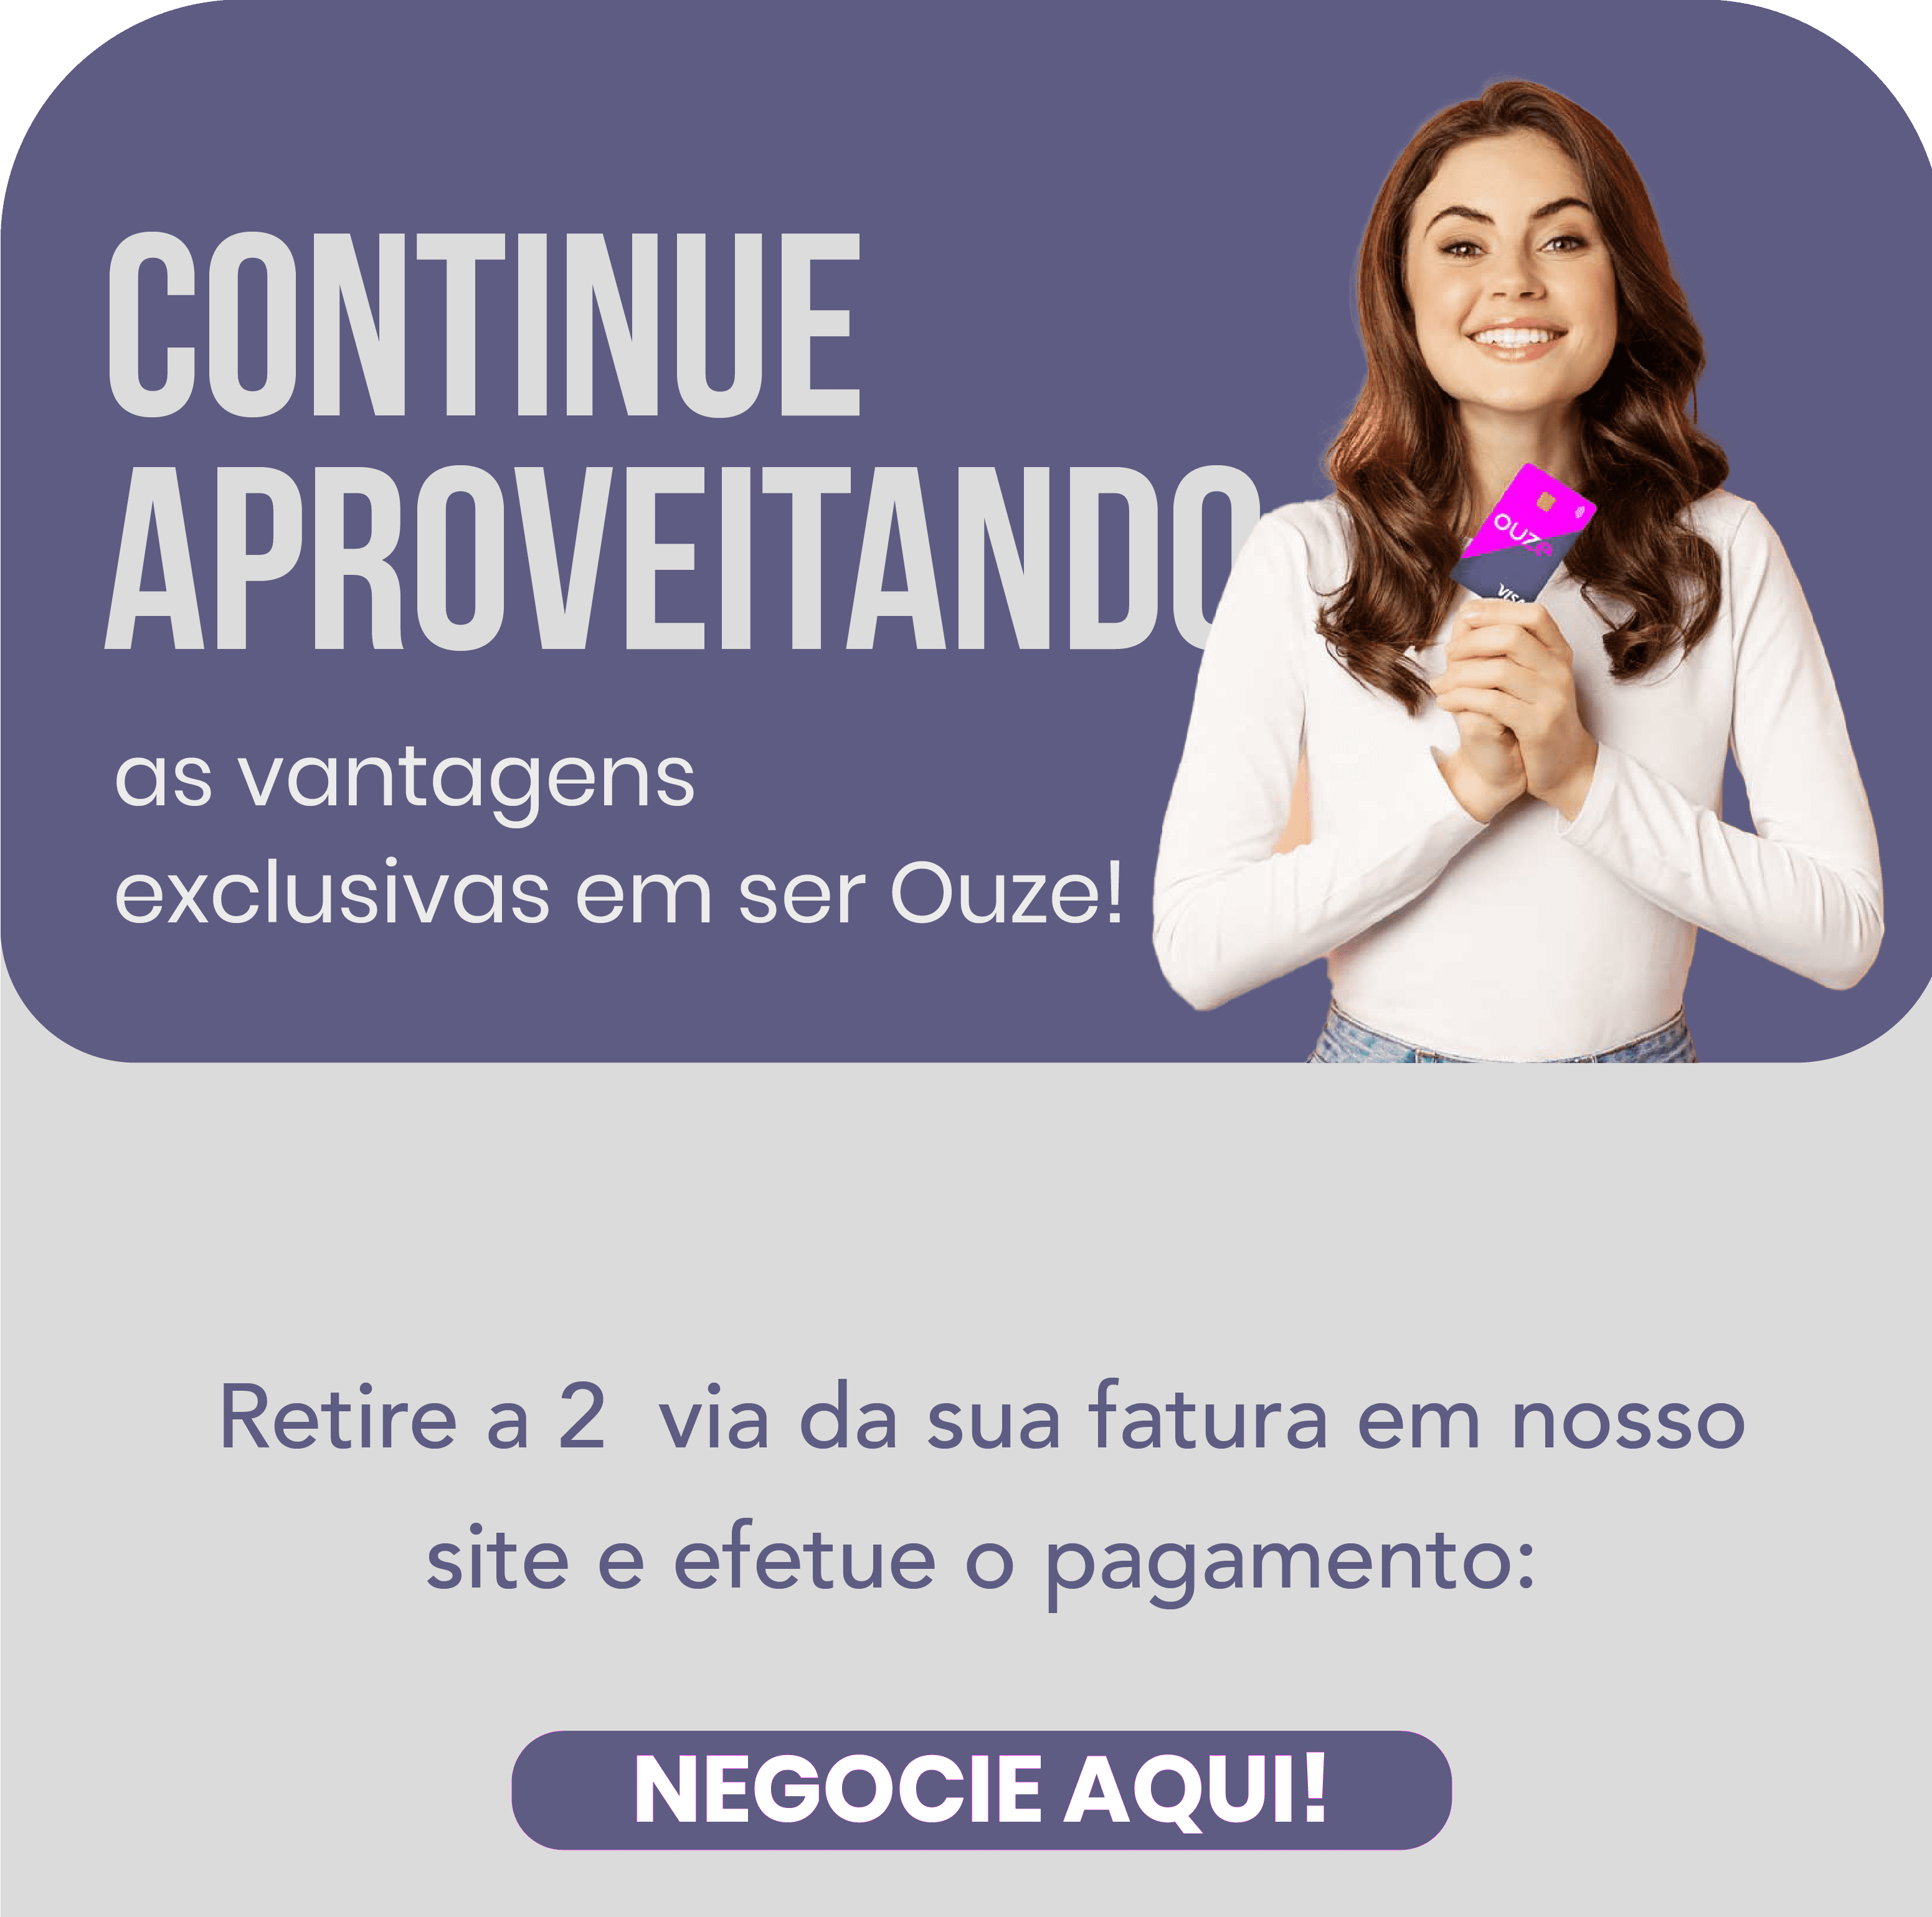 CONTINUE
APROVEITANDO
as vantagens
exclusivas em ser Ouze!
OUZE
VISA
Retire a 2 via da sua fatura em nosso
site e efetue o pagamento:
NEGOCIE AQUI!